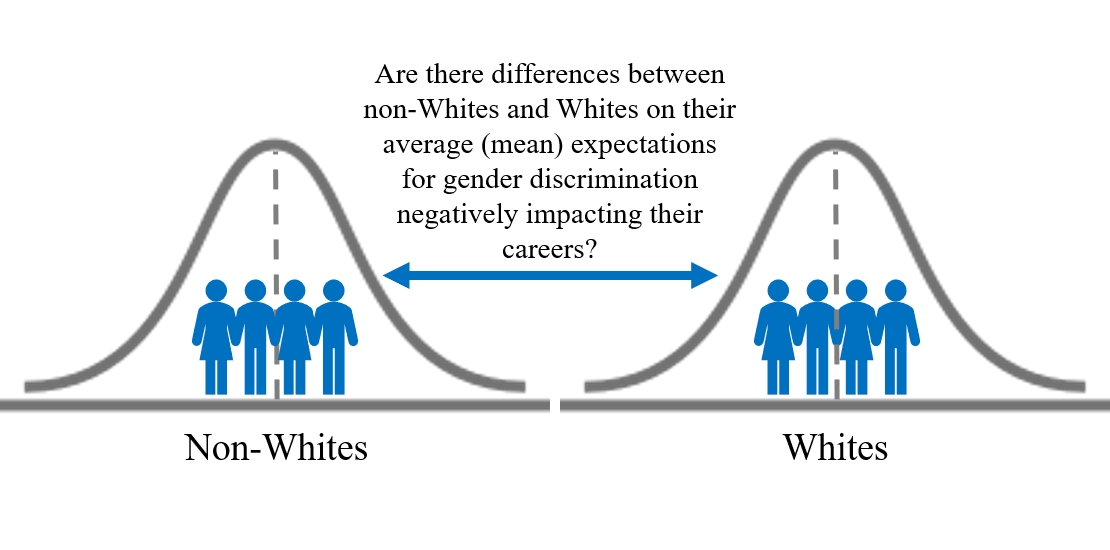 Are there differences between
non-Whites and Whites on their
average (mean) expectations
for gender discrimination
negatively impacting their
careers?
Non-Whites
Whites